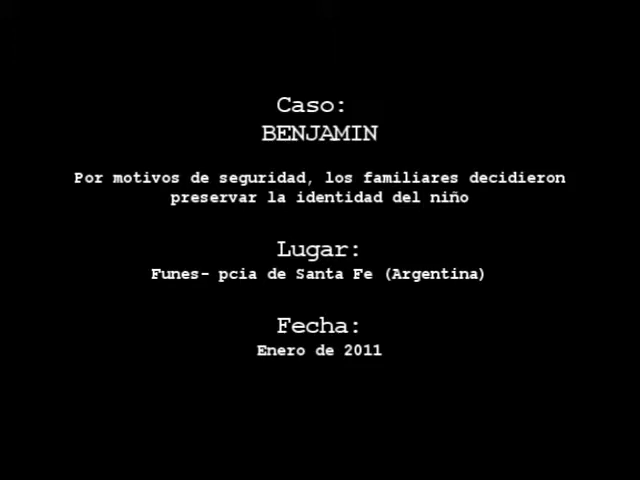 Caso:
BENJAMIN
Por motivos de seguridad, los familiares decidieron
preservar la identidad del niño
Lugar:
Funes- pcia de Santa Fe (Argentina)
Fecha:
Enero de 2011